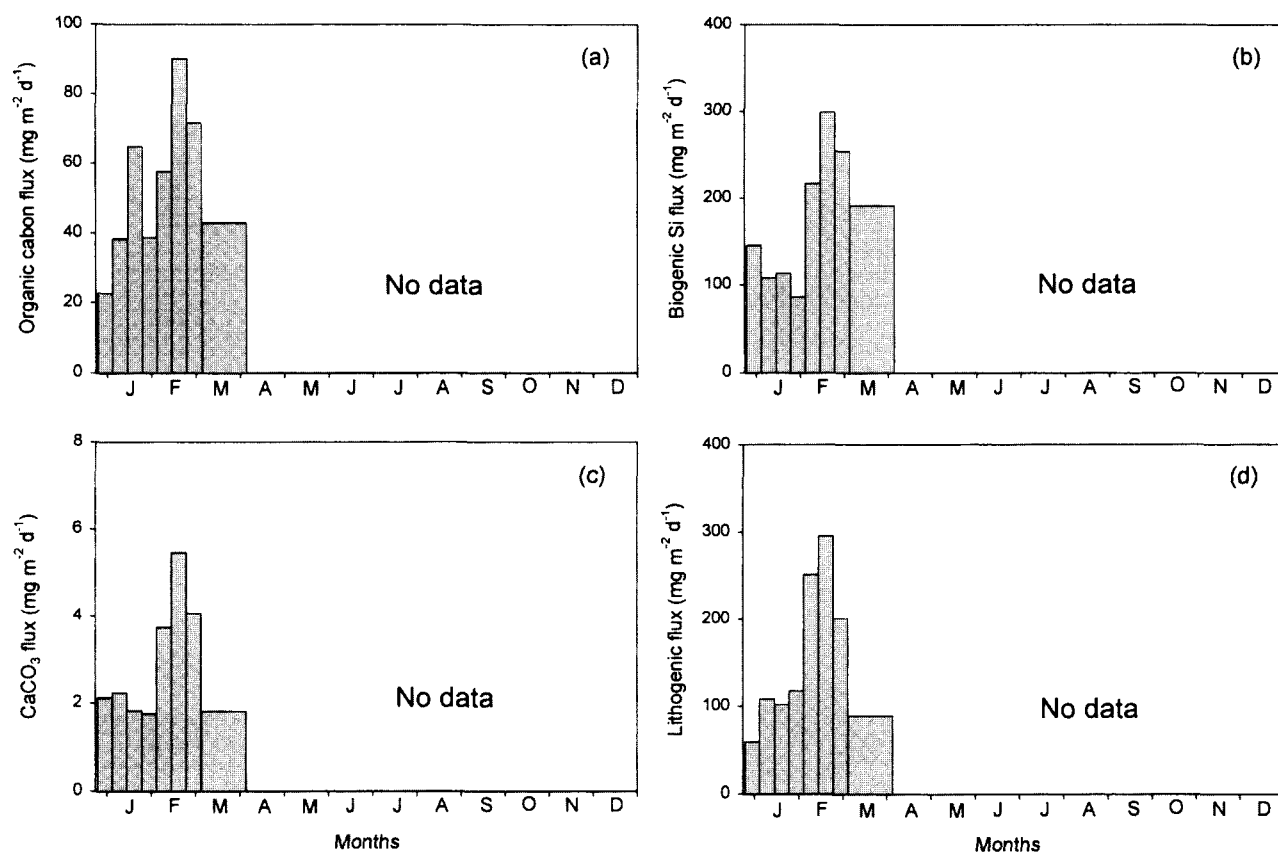 (a)
Organic cabon flux (mg m⁻² d⁻¹)
100
80
60
40
20
0
No data
J F M A M J J A S O N D
(b)
Biogenic Si flux (mg m⁻² d⁻¹)
400
300
200
100
0
No data
J F M A M J J A S O N D
(c)
CaCO₃ flux (mg m⁻² d⁻¹)
8
6
4
2
0
No data
J F M A M J J A S O N D
Months
(d)
Lithogenic flux (mg m⁻² d⁻¹)
400
300
200
100
0
No data
J F M A M J J A S O N D
Months